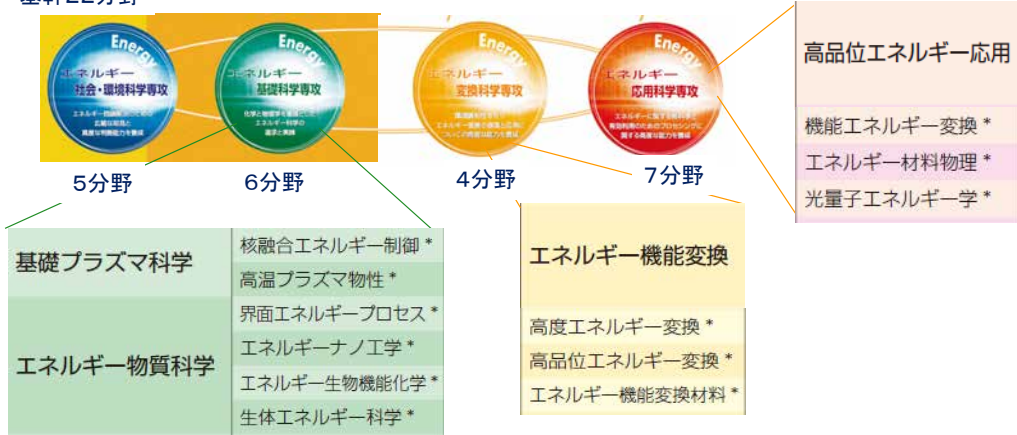 基幹22分野
Energy
エネルギー
社会・環境科学専攻
Energy
エネルギー
基礎科学専攻
Energy
エネルギー
変換科学専攻
Energy
エネルギー
応用科学専攻
5分野
6分野
4分野
7分野
高品位エネルギー応用
機能エネルギー変換 *
エネルギー材料物理 *
光量子エネルギー学 *
基礎プラズマ科学
核融合エネルギー制御 *
高温プラズマ物性 *
エネルギー物質科学
界面エネルギープロセス *
エネルギーナノ工学 *
エネルギー生物機能化学 *
生体エネルギー科学 *
エネルギー機能変換
高度エネルギー変換 *
高品位エネルギー変換 *
エネルギー機能変換材料 *